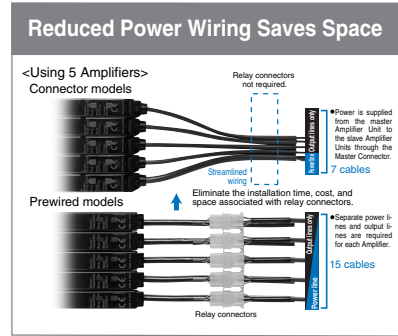 Reduced Power Wiring Saves Space
<Using 5 Amplifiers>
Connector models
Relay connectors
not required.
Output lines only
Power line
●Power is supplied
from the master
Amplifier Unit to
the slave Amplifier
Units through the
Master Connector.
7 cables
Streamlined
wiring
Eliminate the installation time, cost, and
space associated with relay connectors.
Prewired models
Output lines only
Power line
●Separate power li-
nes and output li-
nes are required
for each Amplifier.
15 cables
Relay connectors